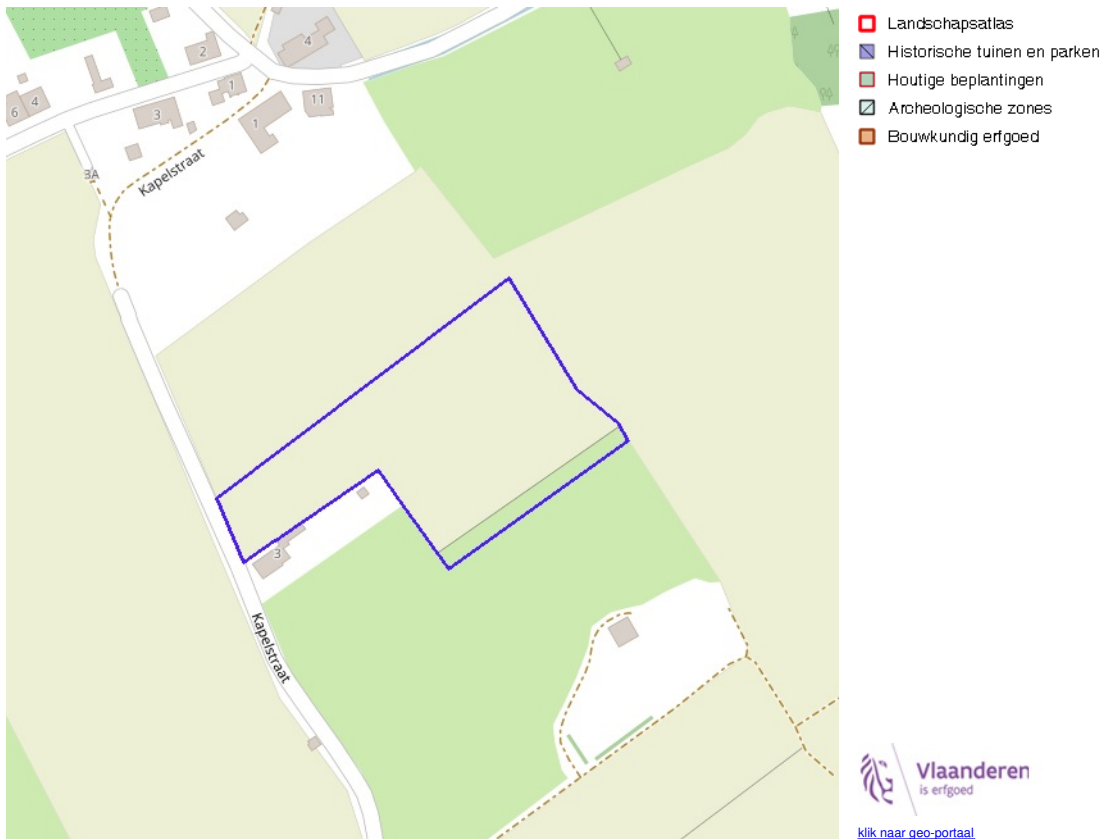 2
4
1
11
3
1
6
4
3A
Kapelstraat
3
Kapelstraat
Landschapsatlas
Historische tuinen en parken
Houtige beplantingen
Archeologische zones
Bouwkundig erfgoed
Vlaanderen
is erfgoed
klik naar geo-portaal